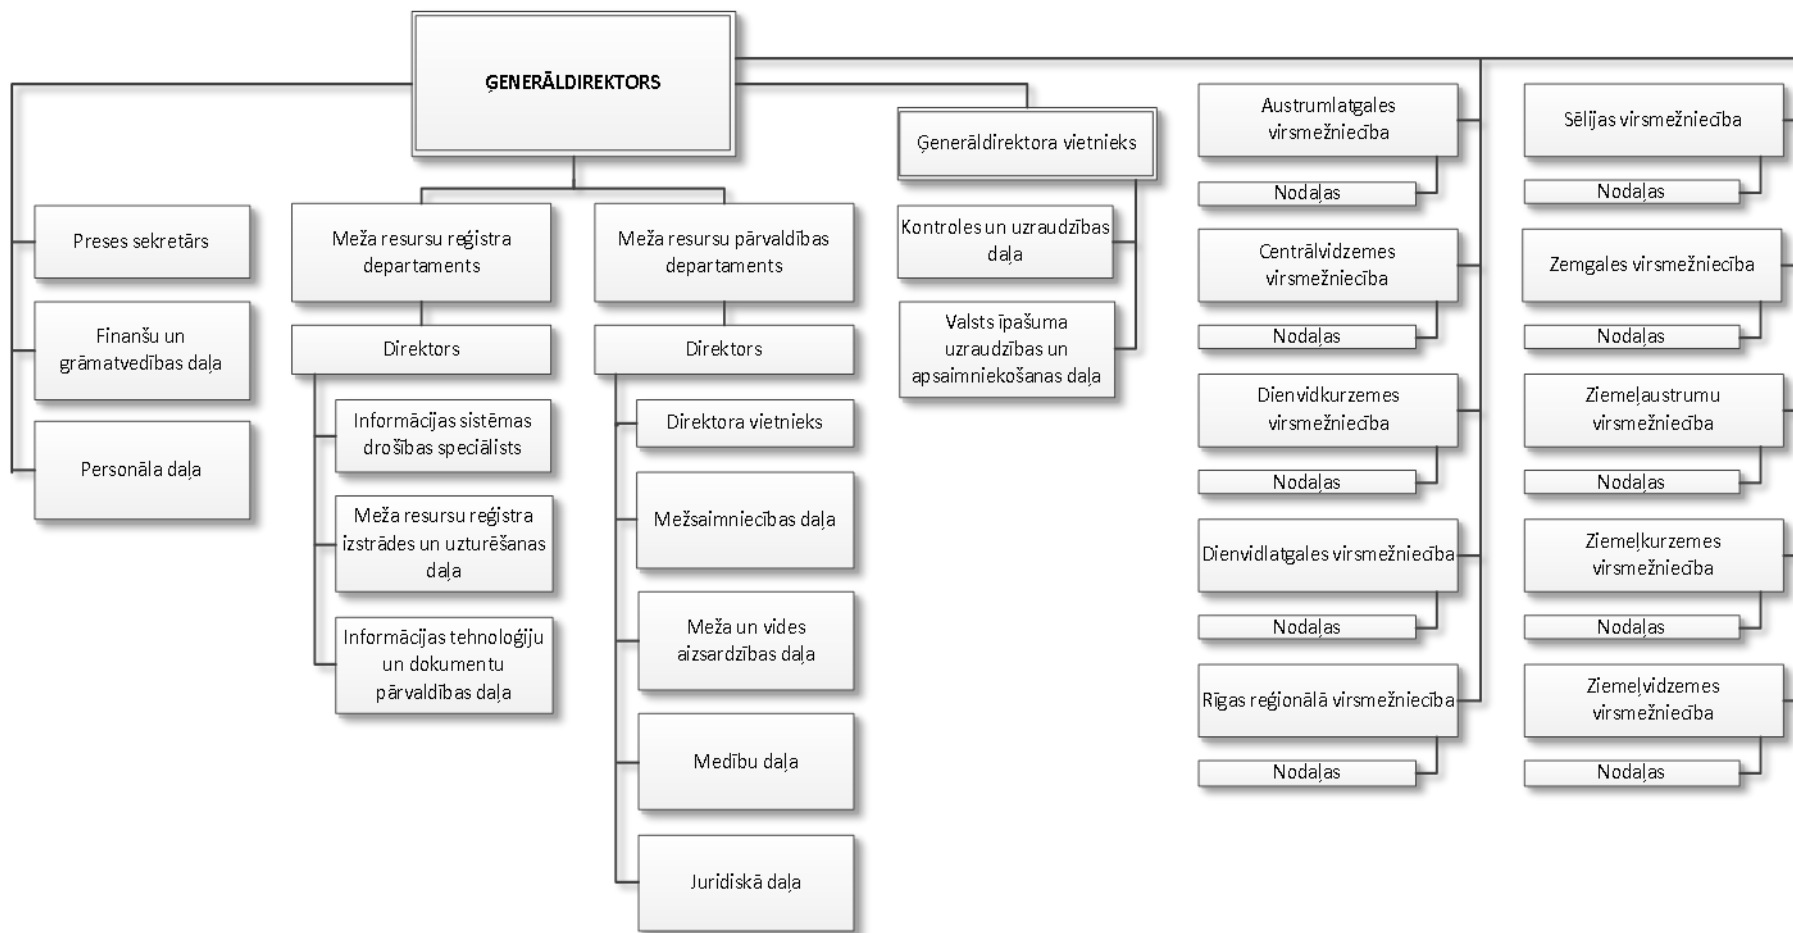 ĢENERĀLDIREKTORS
Preses sekretārs
Finanšu un
grāmatvedības daļa
Personāla daļa
Meža resursu reģistra
departaments
Direktors
Informācijas sistēmas
drošības speciālists
Meža resursu reģistra
izstrādes un uzturēšanas
daļa
Informācijas tehnoloģiju
un dokumentu
pārvaldības daļa
Meža resursu pārvaldības
departaments
Direktors
Direktora vietnieks
Mežsaimniecības daļa
Meža un vides
aizsardzības daļa
Medību daļa
Juridiskā daļa
Ģenerāldirektora vietnieks
Kontroles un uzraudzības
daļa
Valsts īpašuma
uzraudzības un
apsaimniekošanas daļa
Austrumlatgales
virsmežniecība
Nodaļas
Centrālvidzemes
virsmežniecība
Nodaļas
Dienvidkurzemes
virsmežniecība
Nodaļas
Dienvidlatgales virsmežniecība
Nodaļas
Rīgas reģionālā virsmežniecība
Nodaļas
Sēlijas virsmežniecība
Nodaļas
Zemgales virsmežniecība
Nodaļas
Ziemeļaustrumu
virsmežniecība
Nodaļas
Ziemeļkurzemes
virsmežniecība
Nodaļas
Ziemeļvidzemes
virsmežniecība
Nodaļas